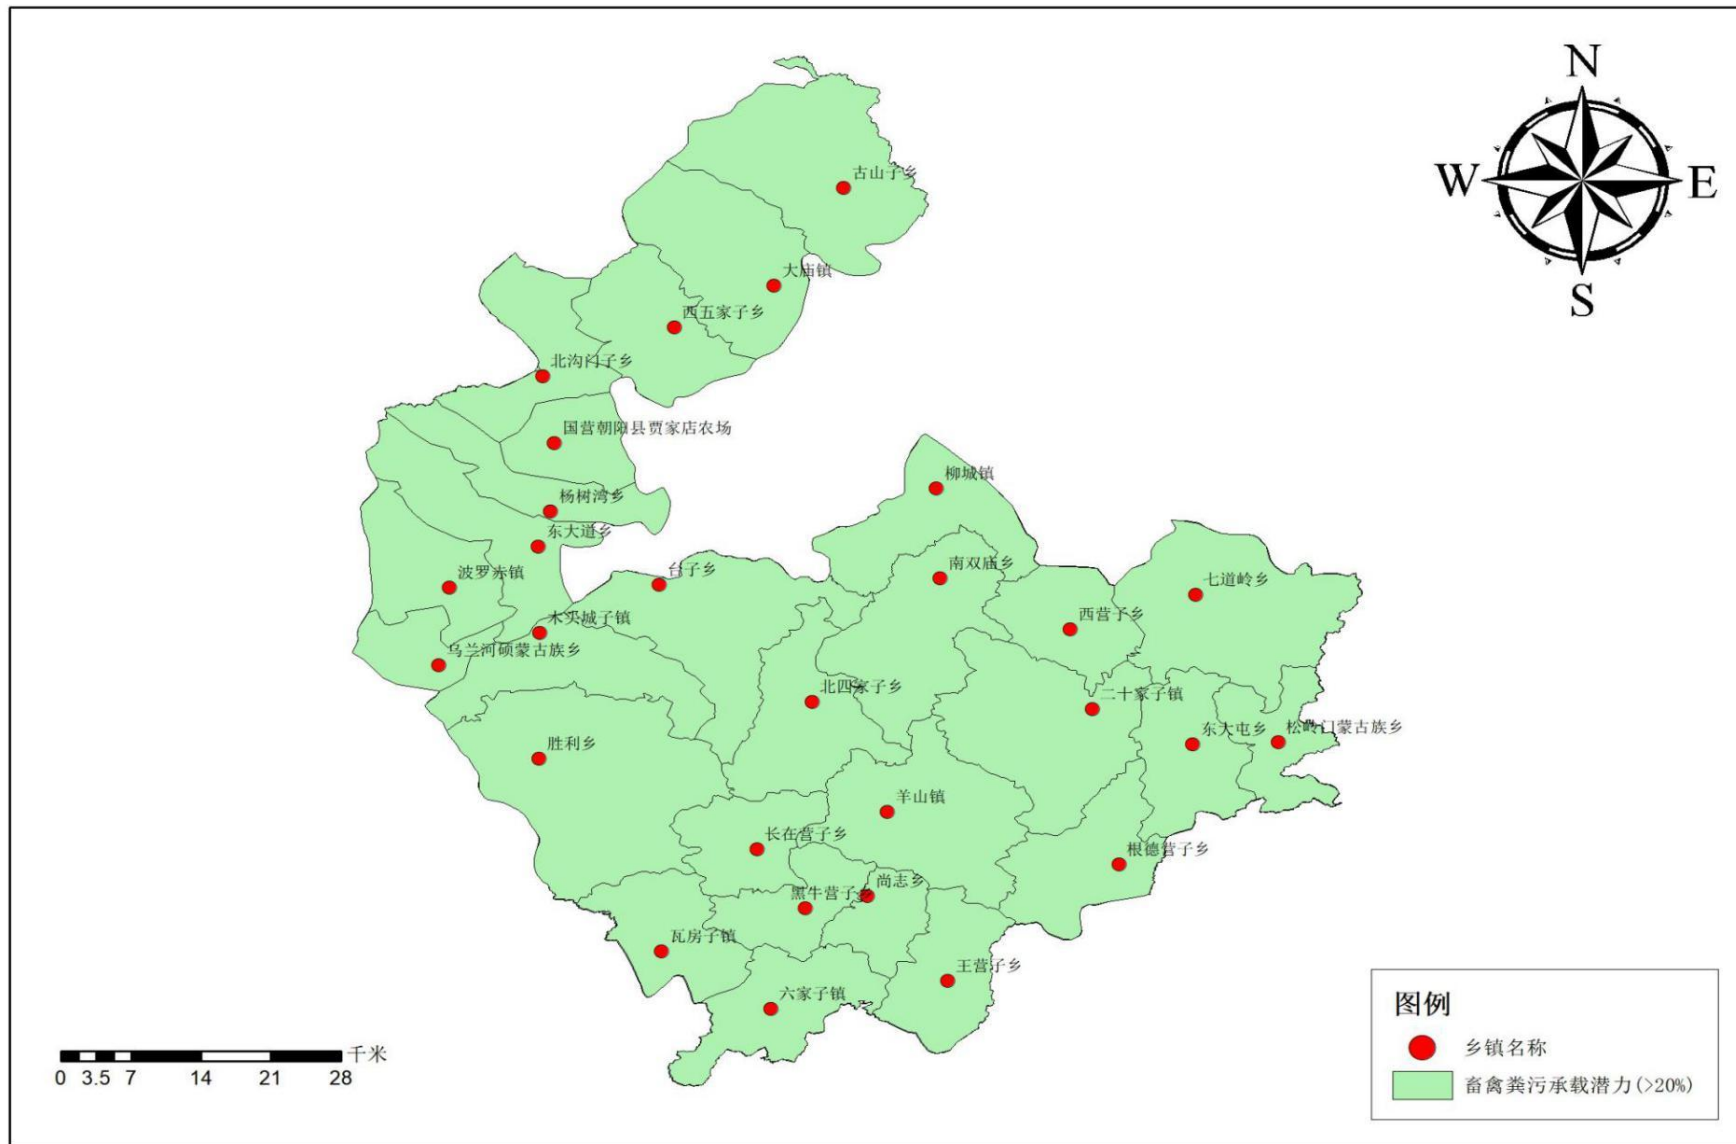 N
W
E
S
古山子乡
大庙镇
西五家子乡
北沟门子乡
国营朝阳县贾家店农场
柳城镇
杨树湾乡
东大道乡
台子乡
南双庙乡
七道岭乡
波罗赤镇
木头城子镇
西营子乡
乌兰河硕蒙古族乡
北四家子乡
二十家子镇
胜利乡
东大屯乡
松岭门蒙古族乡
羊山镇
长在营子乡
根德营子乡
黑牛营子乡
尚志乡
瓦房子镇
王营子乡
六家子镇
图例
乡镇名称
畜禽粪污承载潜力(>20%)
千米
0 3.5 7 14 21 28